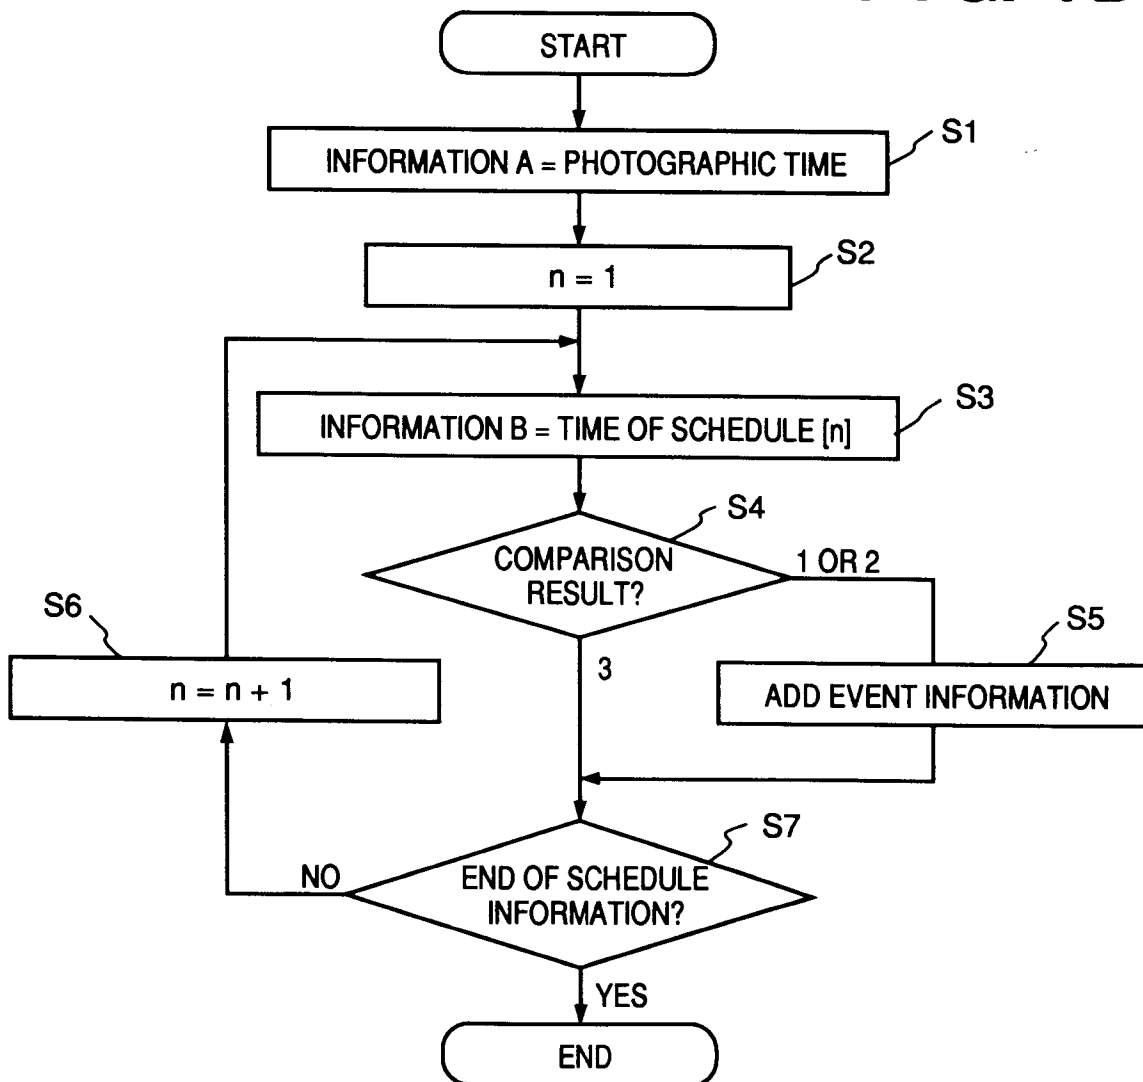 START
S1
INFORMATION A = PHOTOGRAPHIC TIME
S2
n = 1
S3
INFORMATION B = TIME OF SCHEDULE [n]
S4
COMPARISON
RESULT?
1 OR 2
S6
S5
3
n = n + 1
ADD EVENT INFORMATION
S7
NO
END OF SCHEDULE
INFORMATION?
YES
END